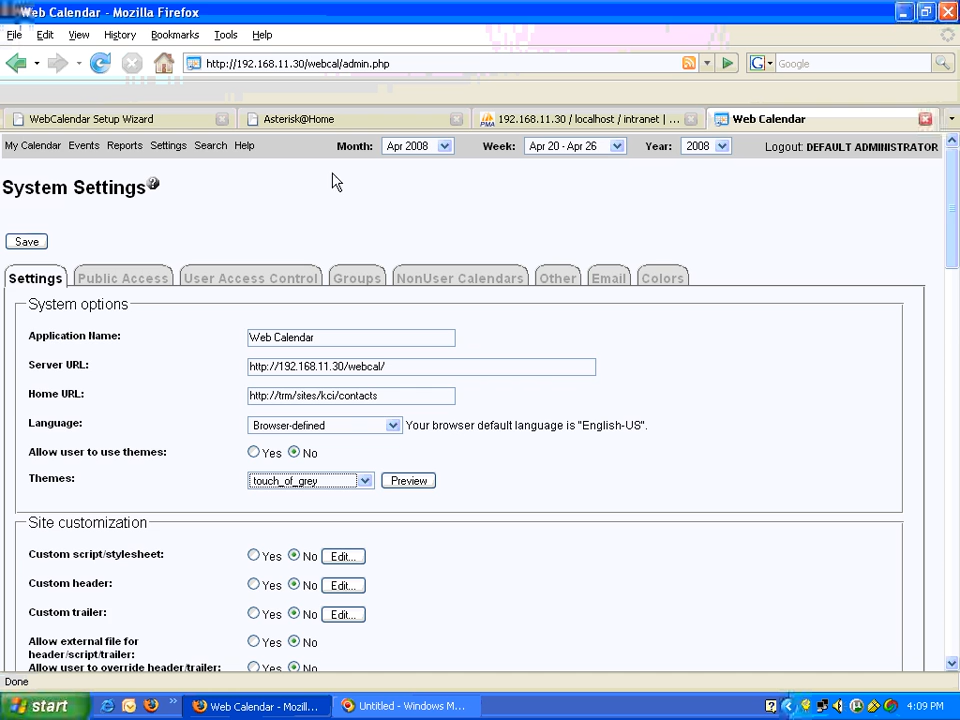 Web Calendar - Mozilla Firefox
File Edit View History Bookmarks Tools Help
http://192.168.11.30/webcal/admin.php
G Google
WebCalendar Setup Wizard
Asterisk@Home
PMA 192.168.11.30 / localhost / intranet | ...
Web Calendar
My Calendar Events Reports Settings Search Help
Month: Apr 2008
Week: Apr 20 - Apr 26
Year: 2008
Logout: DEFAULT ADMINISTRATOR
System Settings
Save
Settings Public Access User Access Control Groups NonUser Calendars Other Email Colors
System options
Application Name: Web Calendar
Server URL: http://192.168.11.30/webcal/
Home URL: http://trm/sites/kci/contacts
Language: Browser-defined Your browser default language is "English-US".
Allow user to use themes: Yes No
Themes: touch_of_grey Preview
Site customization
Custom script/stylesheet: Yes No Edit...
Custom header: Yes No Edit...
Custom trailer: Yes No Edit...
Allow external file for
header/script/trailer: Yes No
Allow user to override header/trailer: Yes No
Done
start
Web Calendar - Mozill...
Untitled - Windows M...
4:09 PM